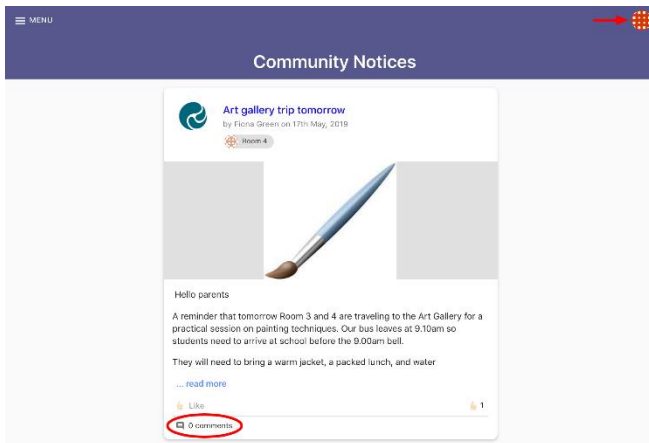 MENU
Community Notices
Art gallery trip tomorrow
by Fiona Green on 17th May, 2019
Room 4
Hello parents
A reminder that tomorrow Room 3 and 4 are traveling to the Art Gallery for a
practical session on painting techniques. Our bus leaves at 9.10am so
students need to arrive at school before the 9.00am bell.
They will need to bring a warm jacket, a packed lunch, and water
... read more
Like 1
0 comments